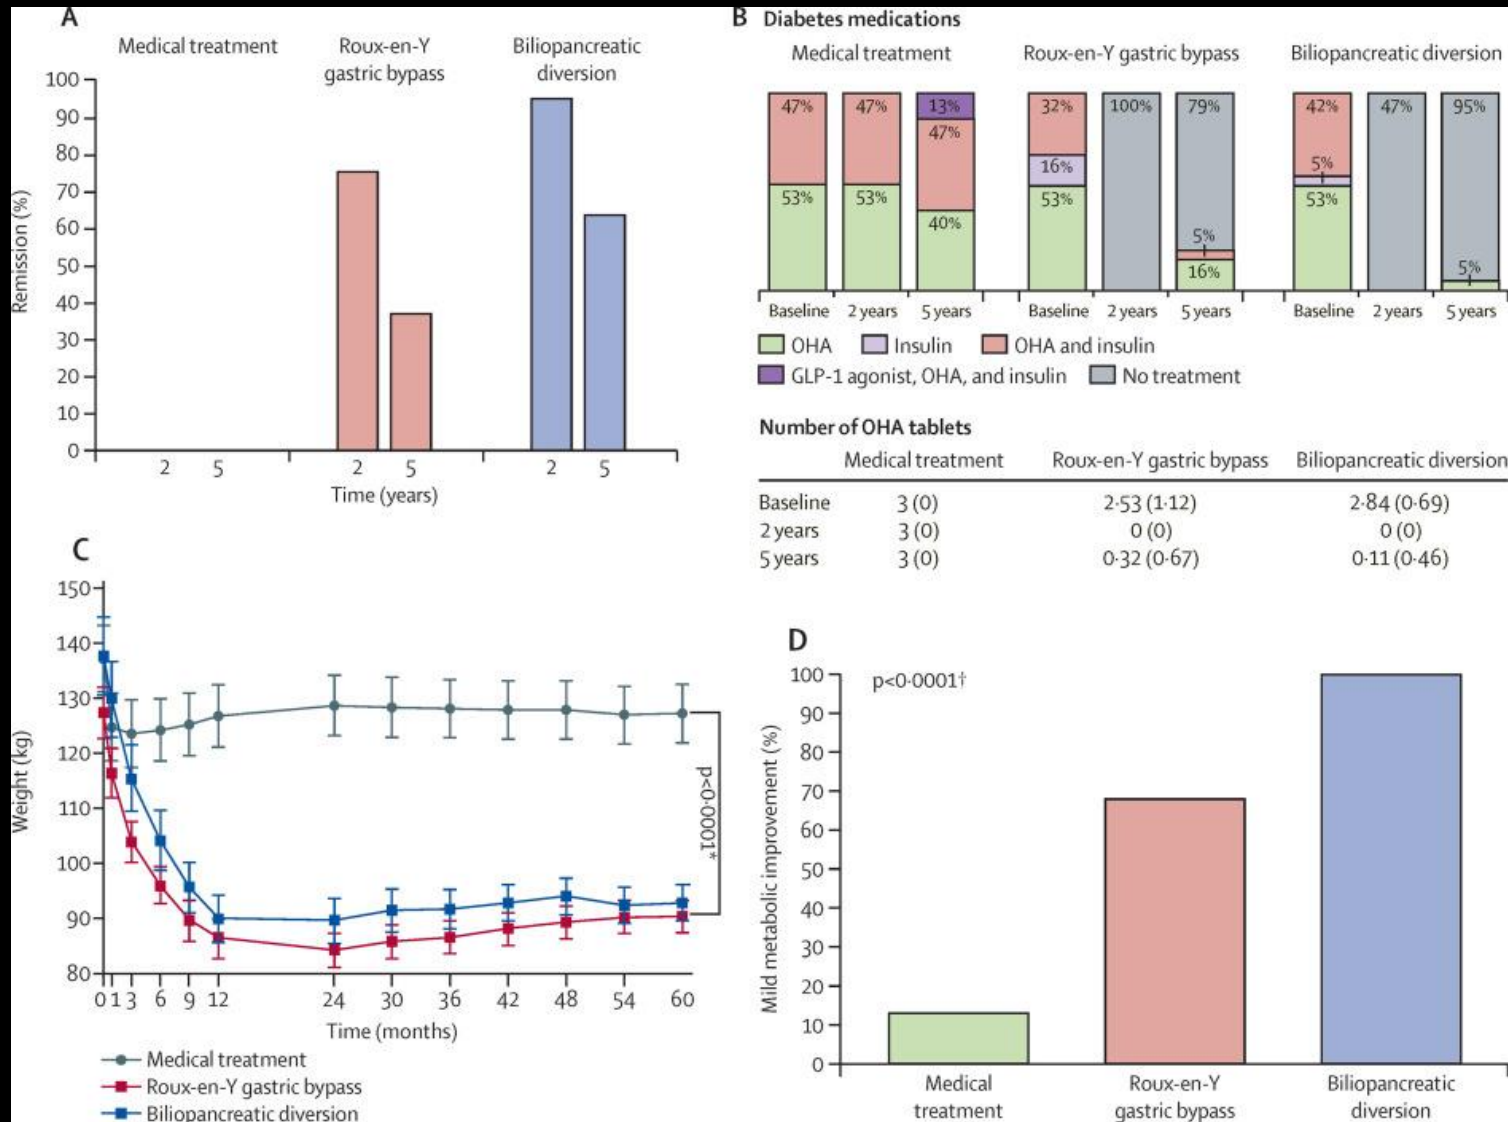 A
Medical treatment
Roux-en-Y
gastric bypass
Biliopancreatic
diversion
Remission (%)
100
90
80
70
60
50
40
30
20
10
0
2 5 2 5 2 5
Time (years)
B Diabetes medications
Medical treatment Roux-en-Y gastric bypass Biliopancreatic diversion
47% 47% 13% 32% 100% 79% 42% 47% 95%
47%
16% 5%
53% 53% 53% 53%
40%
5%
16% 5%
Baseline 2 years 5 years Baseline 2 years 5 years Baseline 2 years 5 years
OHA Insulin OHA and insulin
GLP-1 agonist, OHA, and insulin No treatment
Number of OHA tablets
Medical treatment Roux-en-Y gastric bypass Biliopancreatic diversion
Baseline 3 (0) 2·53 (1·12) 2·84 (0·69)
2 years 3 (0) 0 (0) 0 (0)
5 years 3 (0) 0·32 (0·67) 0·11 (0·46)
C
Weight (kg)
150
140
130
120
110
100
90
80
0 1 3 6 9 12 24 30 36 42 48 54 60
Time (months)
p<0·0001*
Medical treatment
Roux-en-Y gastric bypass
Biliopancreatic diversion
D
p<0·0001†
Mild metabolic improvement (%)
100
90
80
70
60
50
40
30
20
10
0
Medical
treatment
Roux-en-Y
gastric bypass
Biliopancreatic
diversion